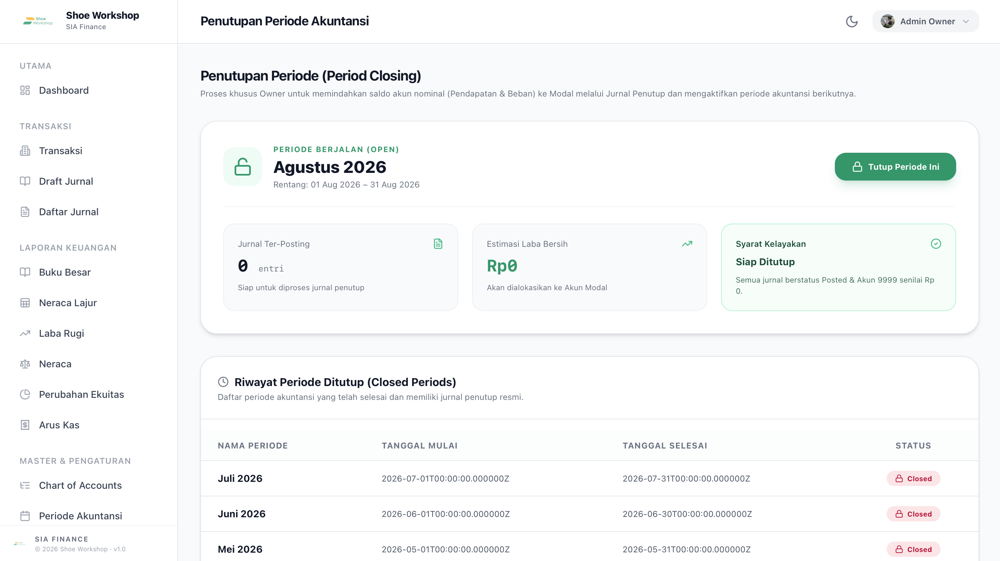 Shoe
Workshop
Shoe Workshop
SIA Finance
Penutupan Periode Akuntansi
Admin Owner
UTAMA
Dashboard
TRANSAKSI
Transaksi
Draft Jurnal
Daftar Jurnal
LAPORAN KEUANGAN
Buku Besar
Neraca Lajur
Laba Rugi
Neraca
Perubahan Ekuitas
Arus Kas
MASTER & PENGATURAN
Chart of Accounts
Periode Akuntansi
SIA FINANCE
© 2026 Shoe Workshop · v1.0
Penutupan Periode (Period Closing)
Proses khusus Owner untuk memindahkan saldo akun nominal (Pendapatan & Beban) ke Modal melalui Jurnal Penutup dan mengaktifkan periode akuntansi berikutnya.
PERIODE BERJALAN (OPEN)
Agustus 2026
Rentang: 01 Aug 2026 – 31 Aug 2026
Tutup Periode Ini
Jurnal Ter-Posting
0 entri
Siap untuk diproses jurnal penutup
Estimasi Laba Bersih
Rp0
Akan dialokasikan ke Akun Modal
Syarat Kelayakan
Siap Ditutup
Semua jurnal berstatus Posted & Akun 9999 senilai Rp
0.
Riwayat Periode Ditutup (Closed Periods)
Daftar periode akuntansi yang telah selesai dan memiliki jurnal penutup resmi.
NAMA PERIODE TANGGAL MULAI TANGGAL SELESAI STATUS
Juli 2026 2026-07-01T00:00:00.000000Z 2026-07-31T00:00:00.000000Z Closed
Juni 2026 2026-06-01T00:00:00.000000Z 2026-06-30T00:00:00.000000Z Closed
Mei 2026 2026-05-01T00:00:00.000000Z 2026-05-31T00:00:00.000000Z Closed